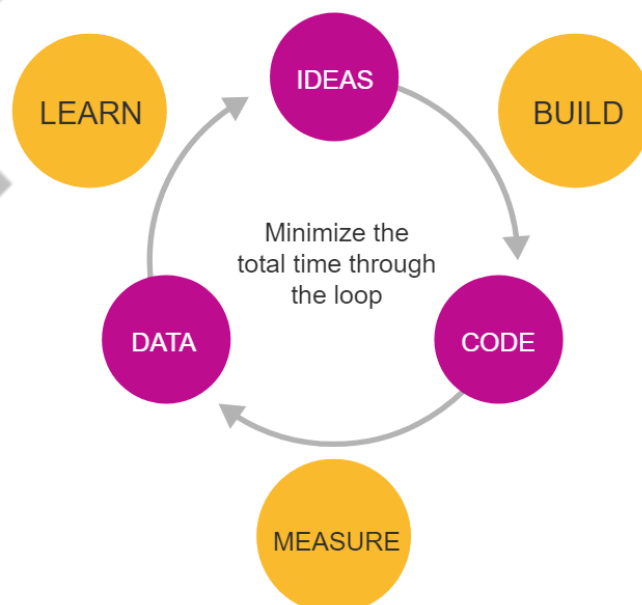 IDEAS
LEARN
BUILD
Minimize the
total time through
the loop
DATA
CODE
MEASURE